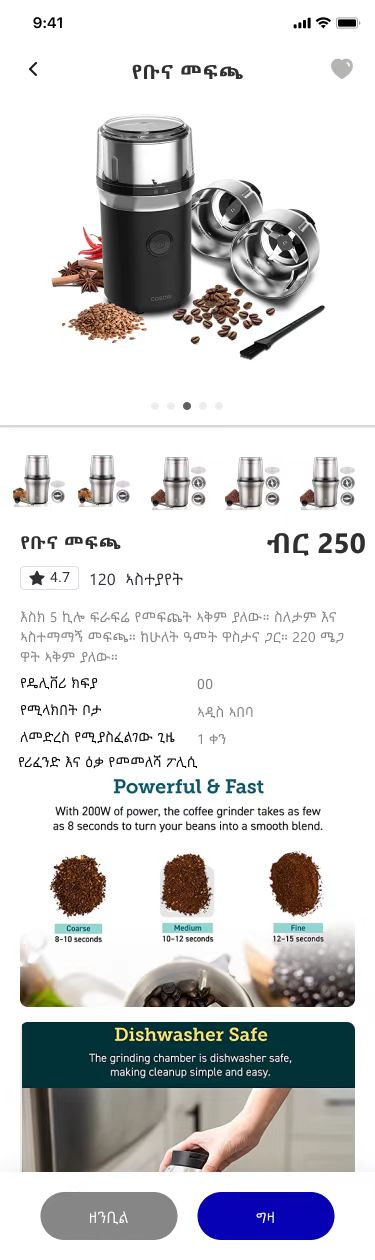 9:41
የቡና መፍጫ
COSORI
የቡና መፍጫ
ብር 250
4.7
120 አስተያየት
እስከ 5 ኪሎ ፍራፍሬ የመፍጨት አቅም ያለው። ስለታም እና
አስተማማኝ መፍጫ። ከሁለት ዓመት ዋስታና ጋር። 220 ሜጋ
ዋት አቅም ያለው።
የዴሊቨሪ ክፍያ 00
የሚላክበት ቦታ አዲስ አበባ
ለመድረስ የሚያስፈልገው ጊዜ 1 ቀን
የሪፈንድ እና ዕቃ የመመለሻ ፖሊሲ
Powerful & Fast
With 200W of power, the coffee grinder takes as few
as 8 seconds to turn your beans into a smooth blend.
Coarse Medium Fine
8-10 seconds 10-12 seconds 12-15 seconds
Dishwasher Safe
The grinding chamber is dishwasher safe,
making cleanup simple and easy.
ዘንቢል
ግዛ